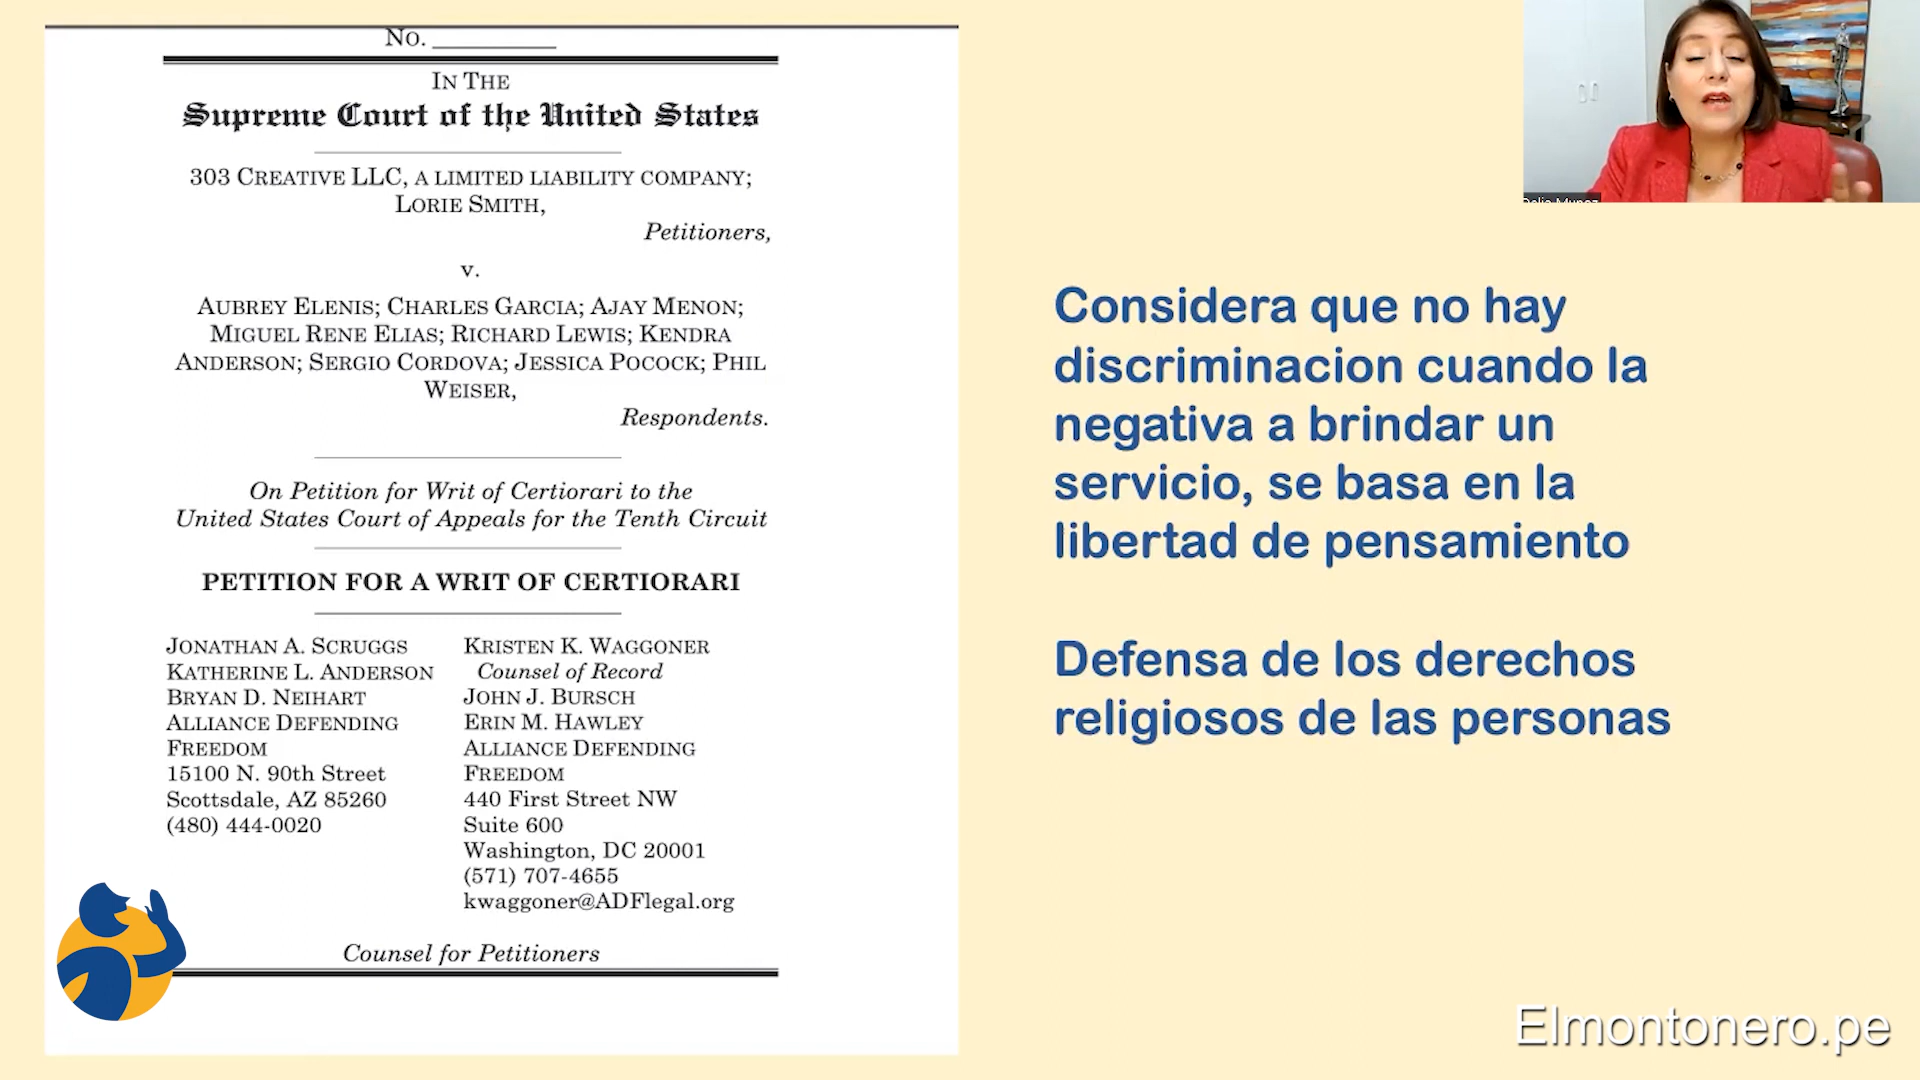 No. ___________
In The
Supreme Court of the United States
303 Creative LLC, a limited liability company;
Lorie Smith,
Petitioners,
v.
Aubrey Elenis; Charles Garcia; Ajay Menon;
Miguel Rene Elias; Richard Lewis; Kendra
Anderson; Sergio Cordova; Jessica Pocock; Phil
Weiser,
Respondents.
On Petition for Writ of Certiorari to the
United States Court of Appeals for the Tenth Circuit
PETITION FOR A WRIT OF CERTIORARI
Jonathan A. Scruggs
Katherine L. Anderson
Bryan D. Neihart
Alliance Defending
Freedom
15100 N. 90th Street
Scottsdale, AZ 85260
(480) 444-0020
Kristen K. Waggoner
Counsel of Record
John J. Bursch
Erin M. Hawley
Alliance Defending
Freedom
440 First Street NW
Suite 600
Washington, DC 20001
(571) 707-4655
kwaggoner@ADFlegal.org
Counsel for Petitioners
Delia Munoz
Considera que no hay
discriminacion cuando la
negativa a brindar un
servicio, se basa en la
libertad de pensamiento
Defensa de los derechos
religiosos de las personas
Elmontonero.pe